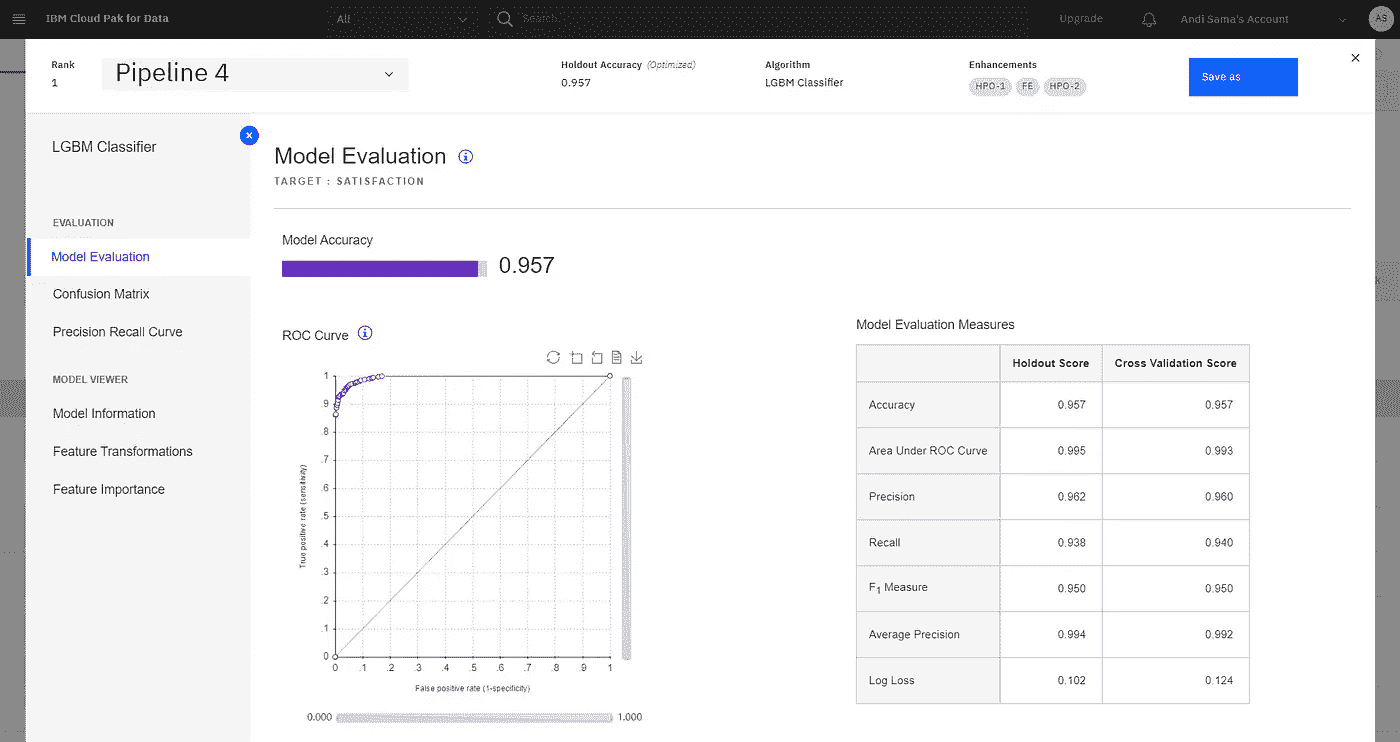 IBM Cloud Pak for Data
All
Search
Upgrade
Andi Sama's Account
AS
Rank
1
Pipeline 4
Holdout Accuracy (Optimized)
0.957
Algorithm
LGBM Classifier
Enhancements
HPO-1 FE HPO-2
Save as
LGBM Classifier
EVALUATION
Model Evaluation
Confusion Matrix
Precision Recall Curve
MODEL VIEWER
Model Information
Feature Transformations
Feature Importance
Model Evaluation
TARGET : SATISFACTION
Model Accuracy
0.957
ROC Curve
True positive rate (sensitivity)
1
.9
.8
.7
.6
.5
.4
.3
.2
.1
0
0 .1 .2 .3 .4 .5 .6 .7 .8 .9 1
False positive rate (1-specificity)
0.000 1.000
Model Evaluation Measures
Holdout Score Cross Validation Score
Accuracy 0.957 0.957
Area Under ROC Curve 0.995 0.993
Precision 0.962 0.960
Recall 0.938 0.940
F1 Measure 0.950 0.950
Average Precision 0.994 0.992
Log Loss 0.102 0.124